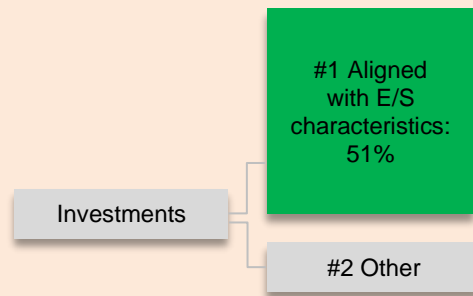 #1 Aligned
with E/S
characteristics:
51%
Investments
#2 Other